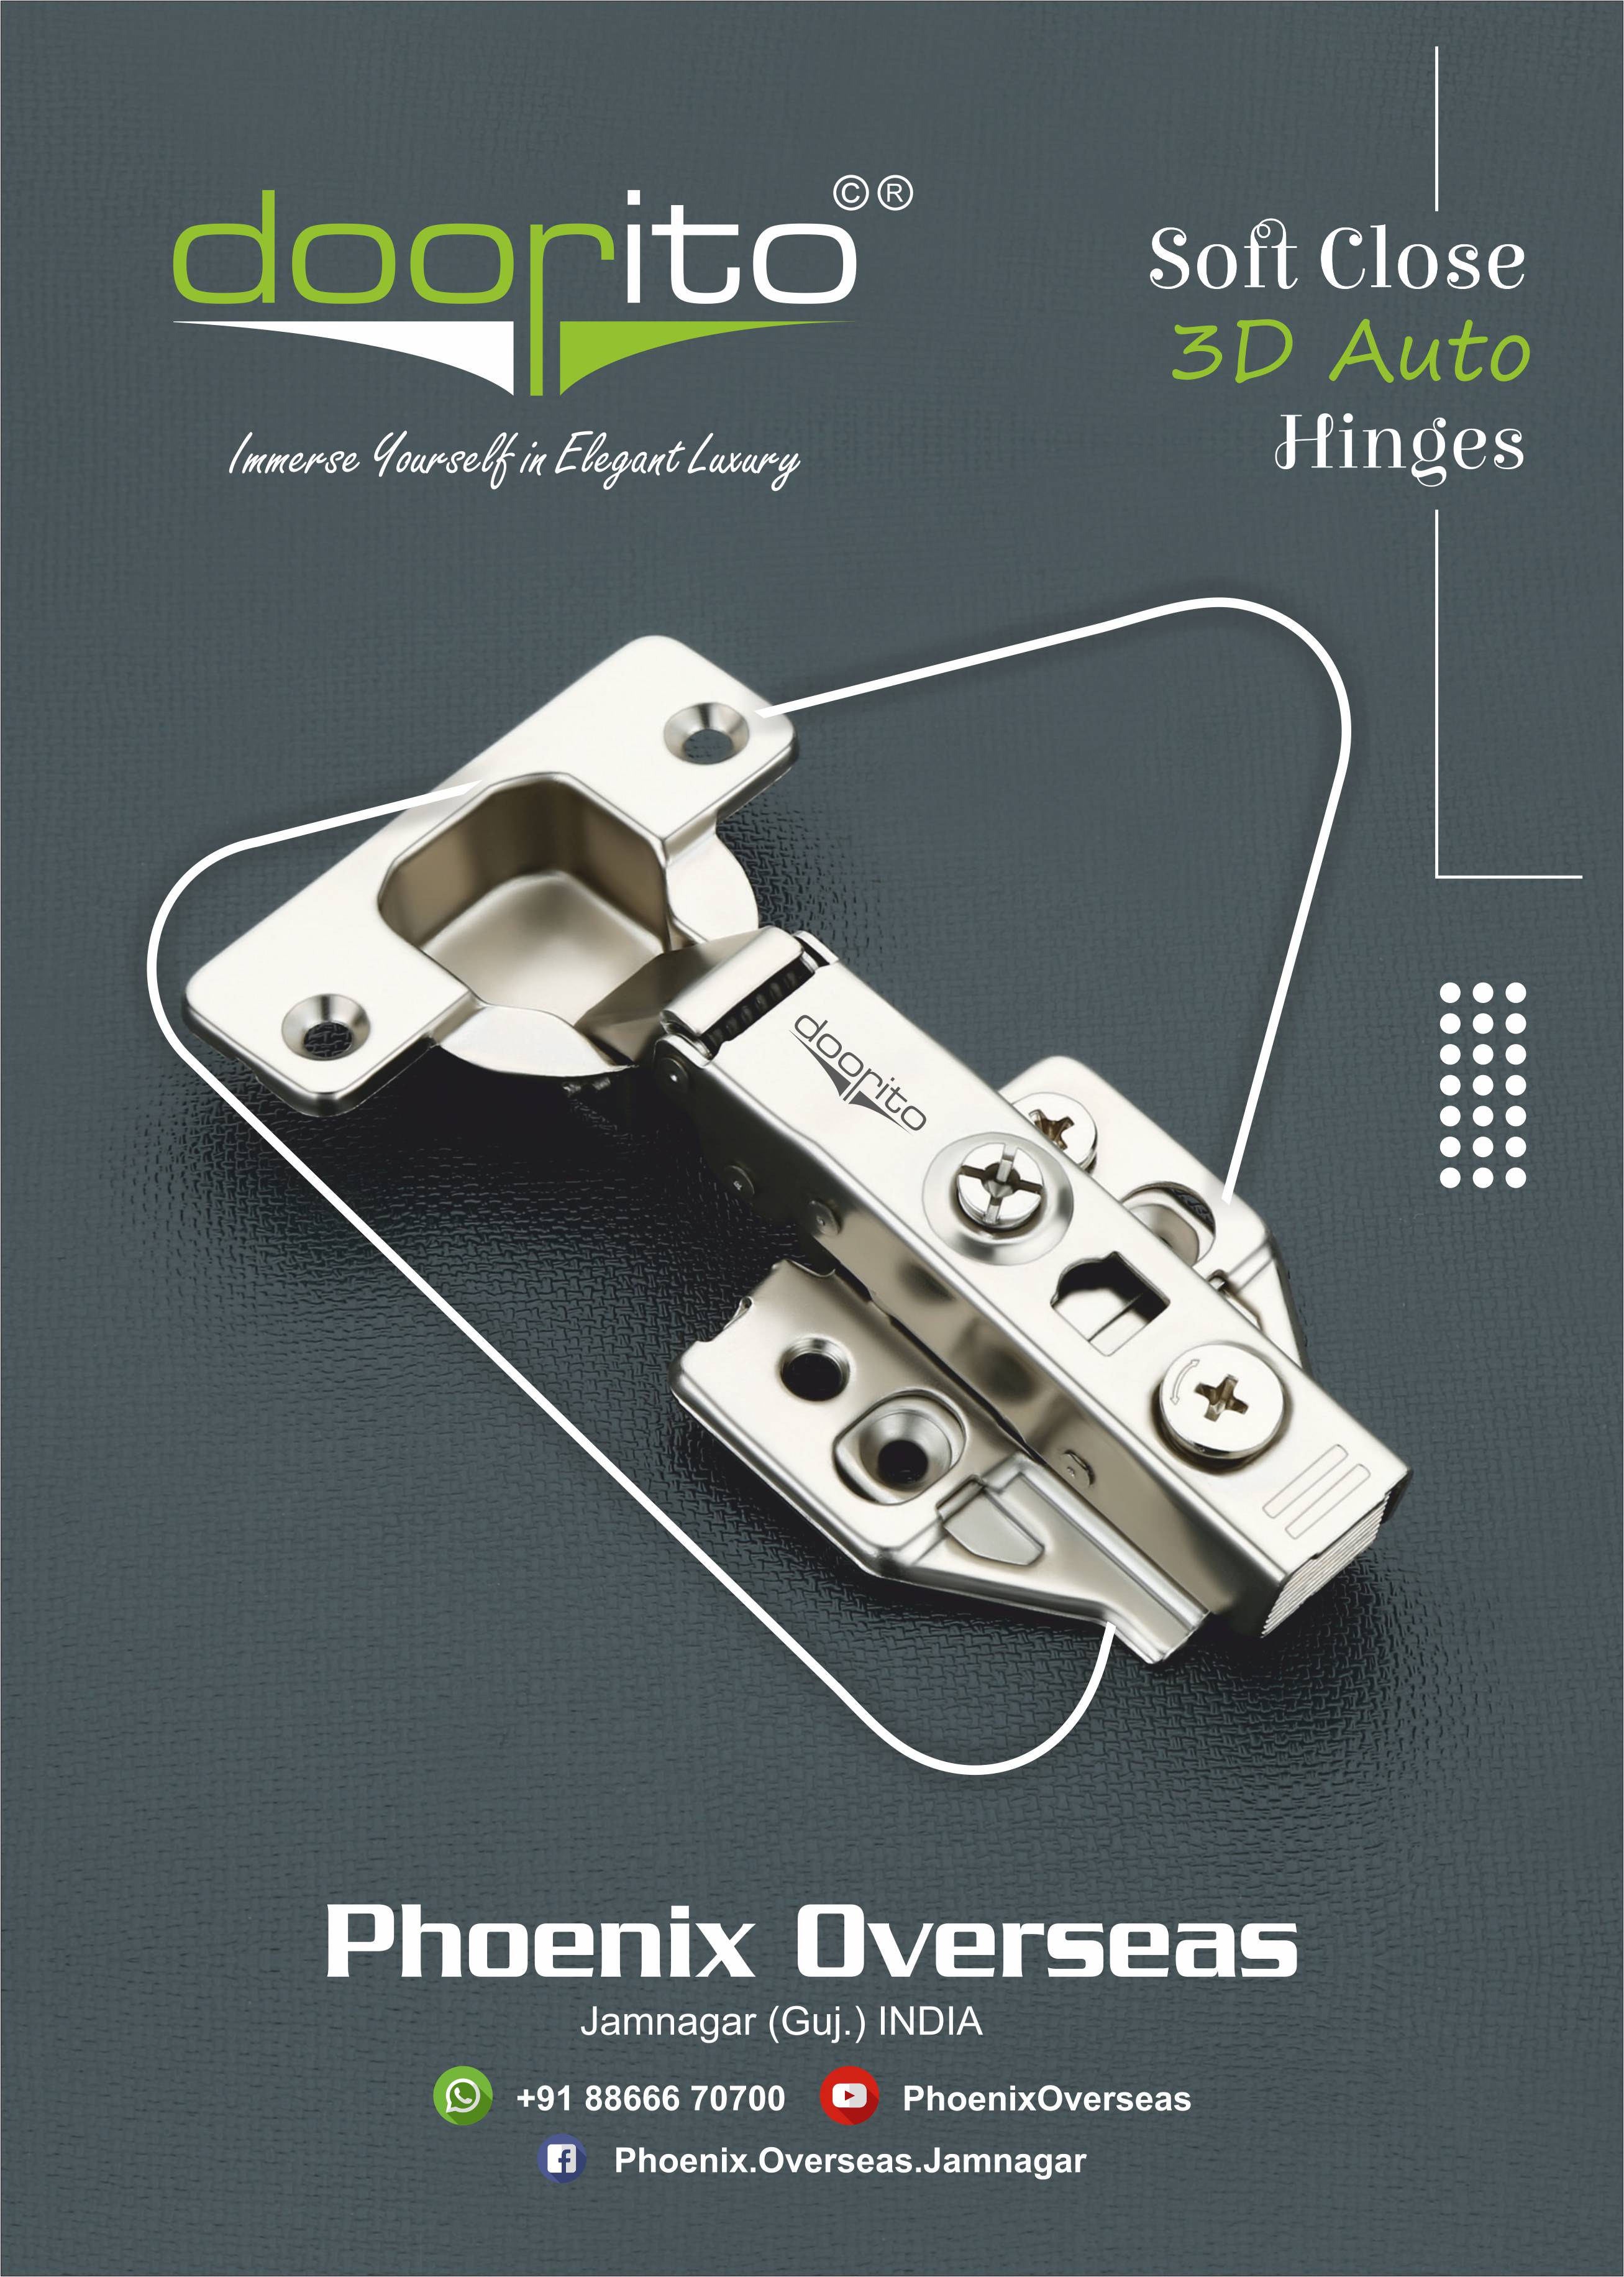 doorito ©®
Immerse Yourself in Elegant Luxury
Soft Close
3D Auto
Hinges
doorito
Phoenix Overseas
Jamnagar (Guj.) INDIA
+91 88666 70700 PhoenixOverseas
Phoenix.Overseas.Jamnagar